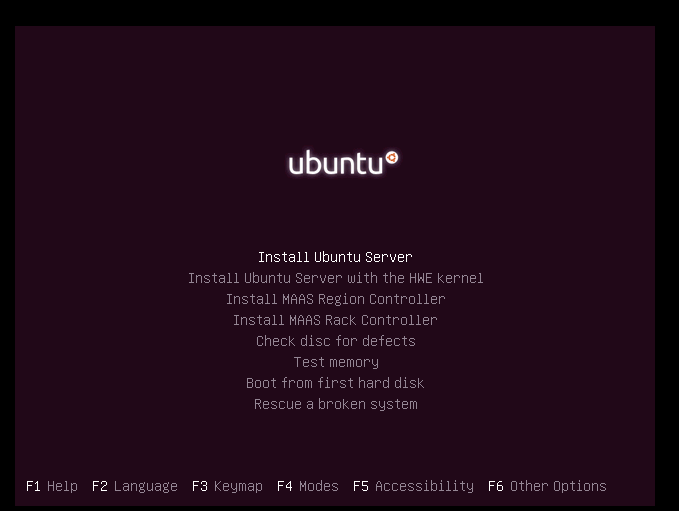 ubuntu
Install Ubuntu Server
Install Ubuntu Server with the HWE kernel
Install MAAS Region Controller
Install MAAS Rack Controller
Check disc for defects
Test memory
Boot from first hard disk
Rescue a broken system
F1 Help F2 Language F3 Keymap F4 Modes F5 Accessibility F6 Other Options